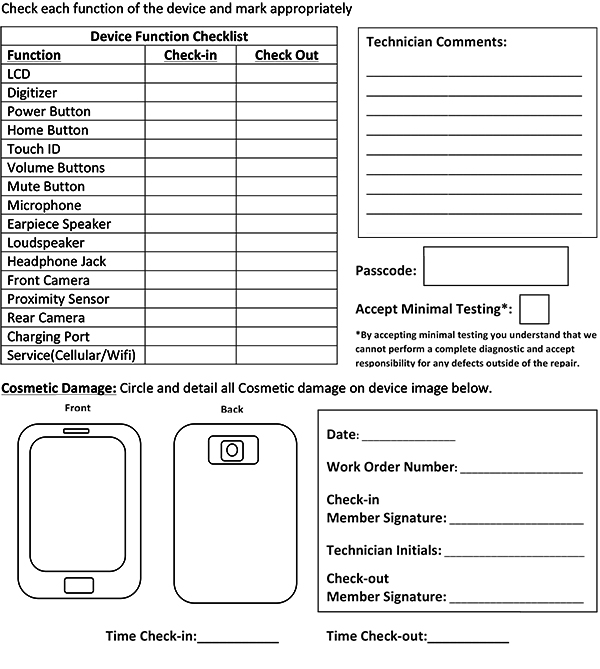 Check each function of the device and mark appropriately
Device Function Checklist
Function Check-in Check Out
LCD
Digitizer
Power Button
Home Button
Touch ID
Volume Buttons
Mute Button
Microphone
Earpiece Speaker
Loudspeaker
Headphone Jack
Front Camera
Proximity Sensor
Rear Camera
Charging Port
Service(Cellular/Wifi)
Technician Comments:
Passcode:
Accept Minimal Testing*:
*By accepting minimal testing you understand that we
cannot perform a complete diagnostic and accept
responsibility for any defects outside of the repair.
Cosmetic Damage: Circle and detail all Cosmetic damage on device image below.
Front
Back
Date: ____________
Work Order Number: ________________
Check-in
Member Signature: _________________
Technician Initials: __________________
Check-out
Member Signature: _________________
Time Check-in:___________
Time Check-out:___________